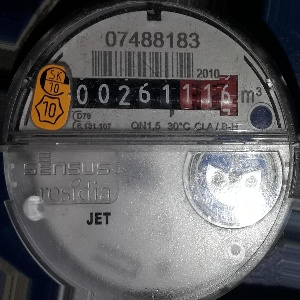 07488183
2010
SK
10
10
00261116 m³
D79
QN1.5 30°C CLA/B-H
SENSUS
residia
JET